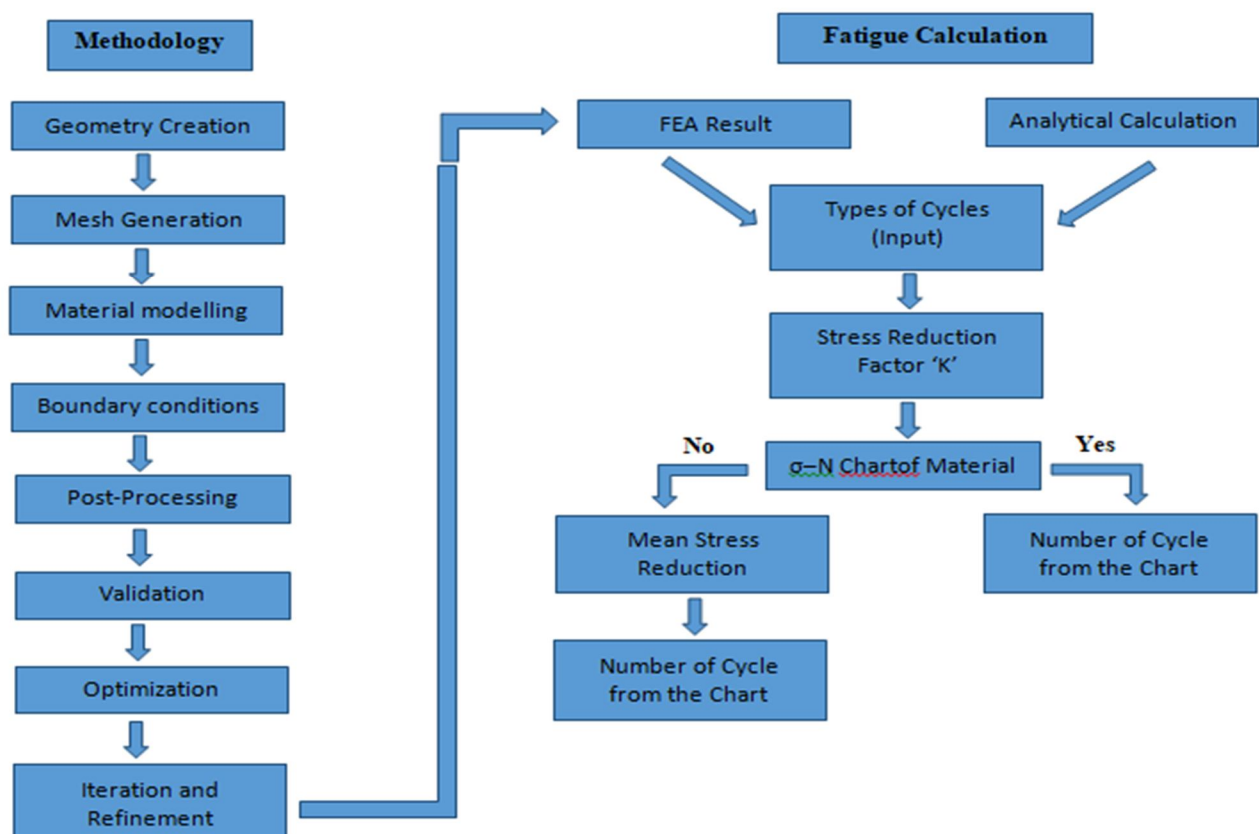 Methodology
Geometry Creation
Mesh Generation
Material modelling
Boundary conditions
Post-Processing
Validation
Optimization
Iteration and
Refinement
Fatigue Calculation
FEA Result
Analytical Calculation
Types of Cycles
(Input)
Stress Reduction
Factor ‘K’
No
σ–N Chartof Material
Yes
Mean Stress
Reduction
Number of Cycle
from the Chart
Number of Cycle
from the Chart